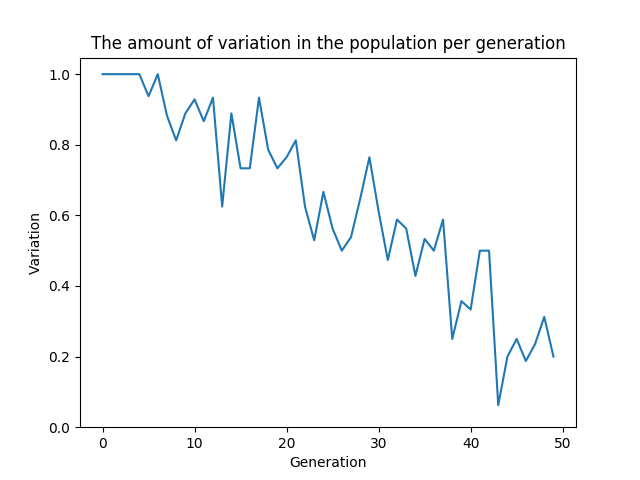 The amount of variation in the population per generation
1.0
0.8
0.6
0.4
0.2
0.0
Variation
0 10 20 30 40 50
Generation